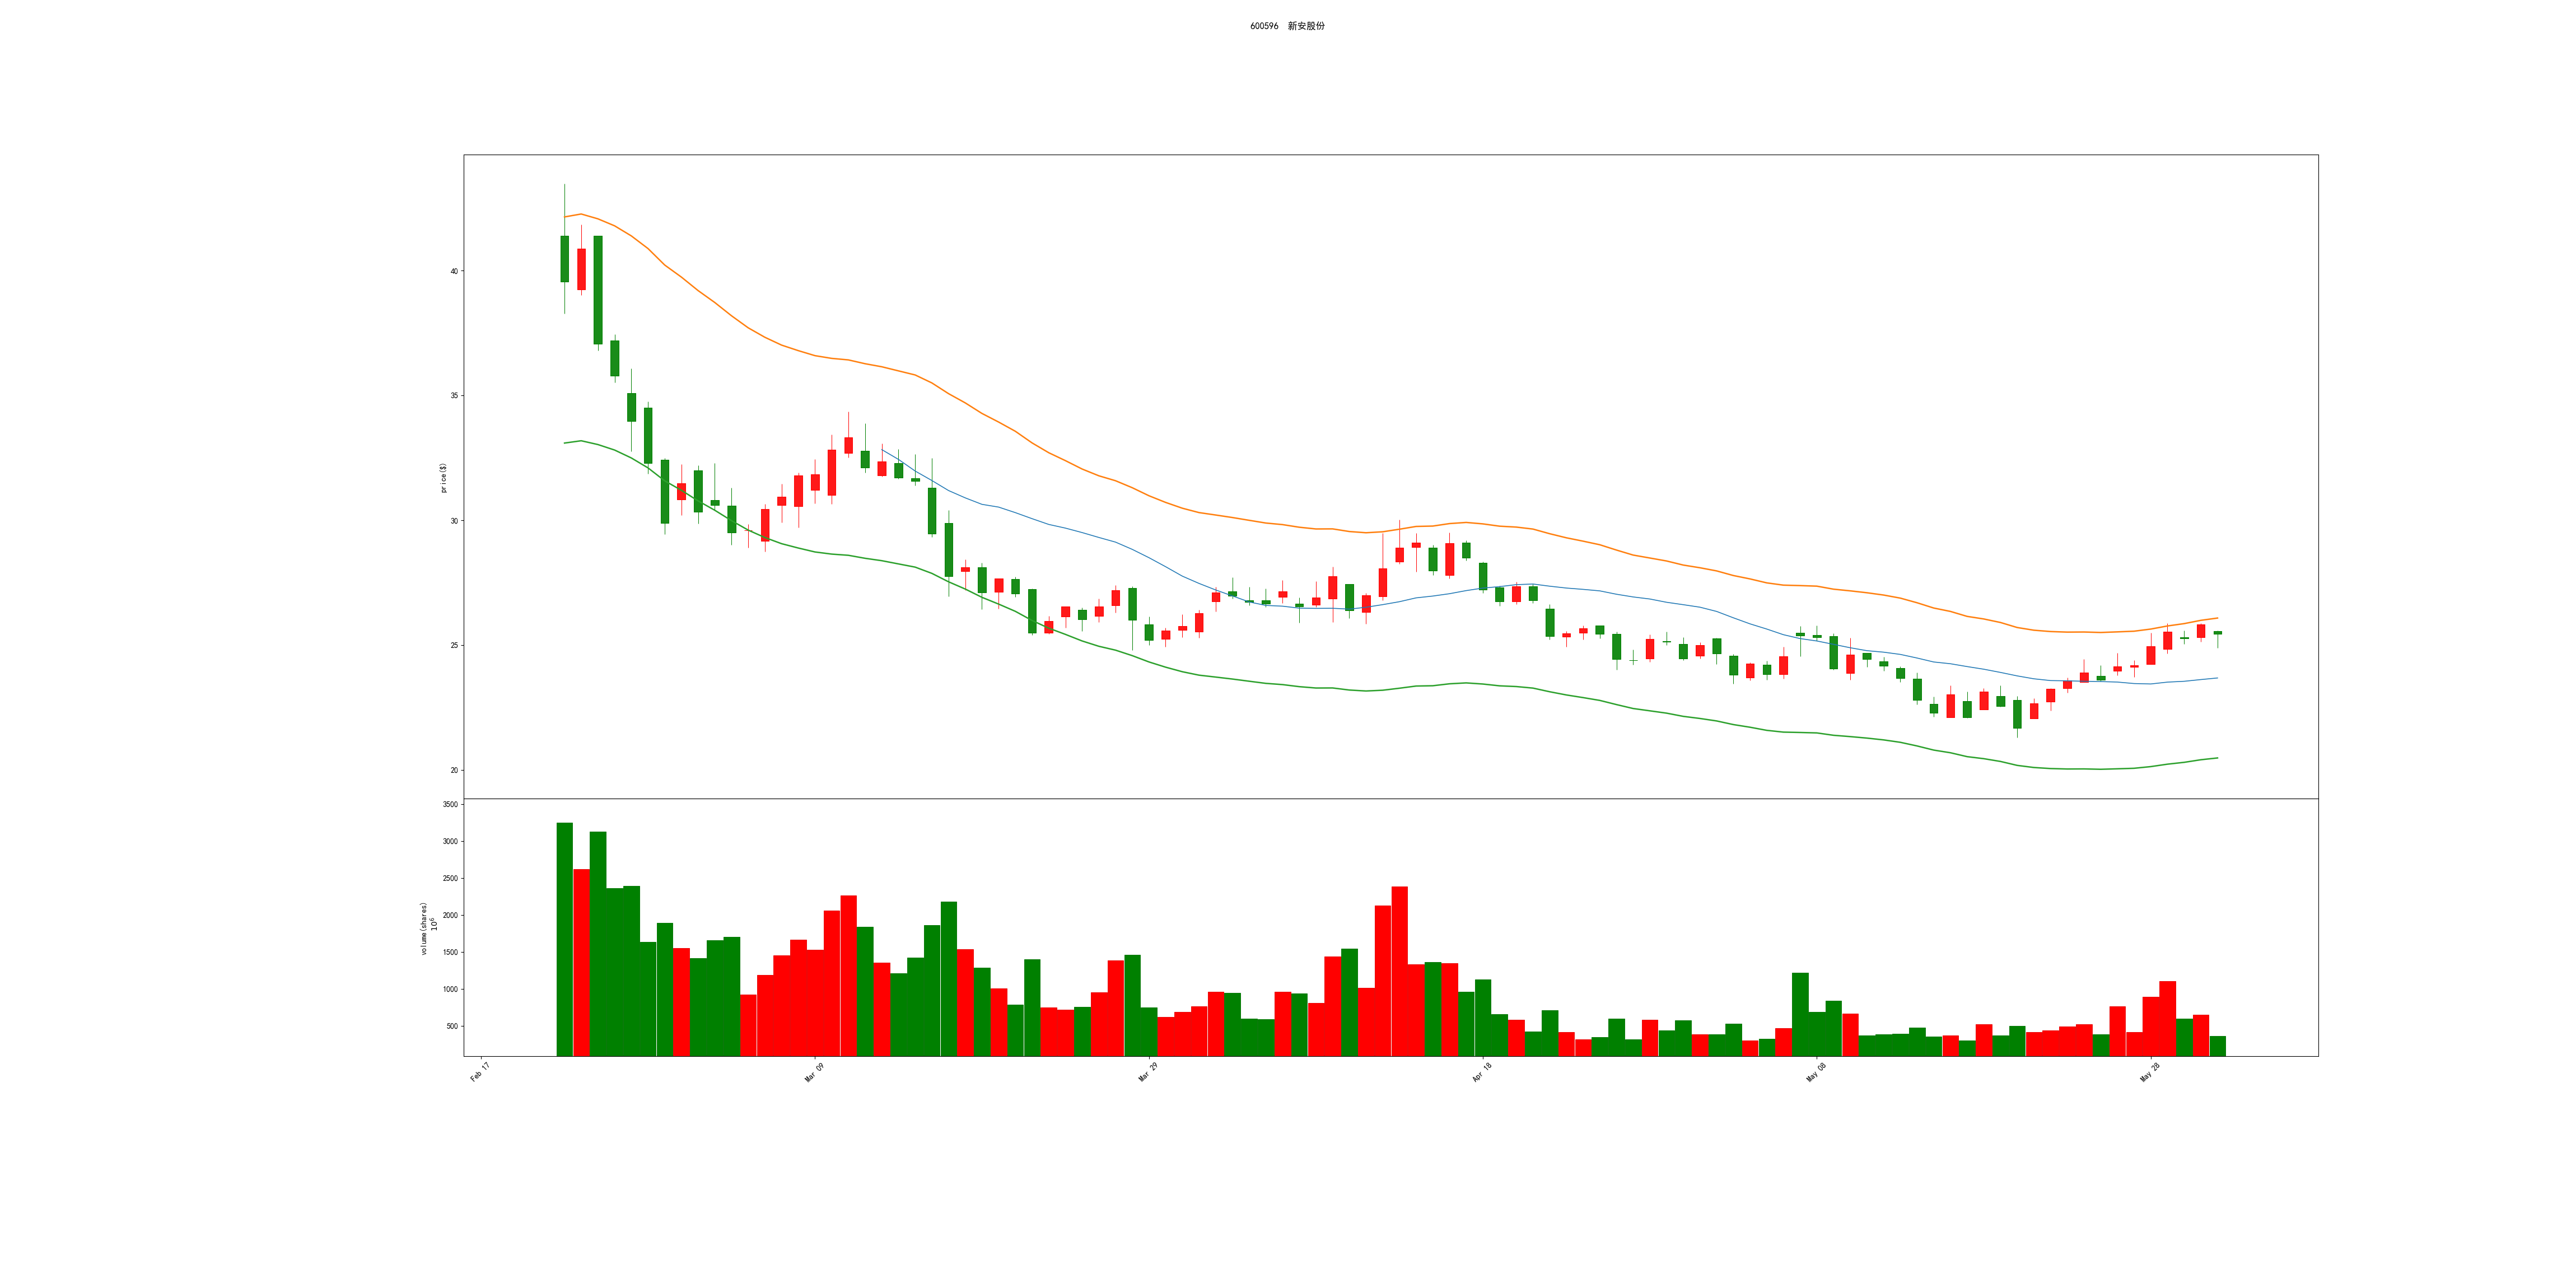 600596 新安股份
40
35
30
25
20
price($)
3500
3000
2500
2000
1500
1000
500
volume(shares)
10⁶
Feb 17
Mar 09
Mar 29
Apr 18
May 08
May 28